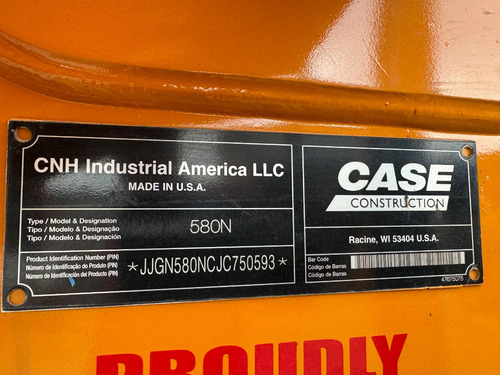 CNH Industrial America LLC
MADE IN U.S.A.
Type / Model & Designation
Tipo / Modelo & Designação
Tipo / Modelo & Designación
580N
Product Identification Number (PIN)
Número de Identificação do Produto (PIN)
Número de Identificación del Producto (PIN)
*JJGN580NCJC750593*
CASE
CONSTRUCTION
Racine, WI 53404 U.S.A.
Bar Code
Código de Barras
Código de Barras
47675076
PROUDLY